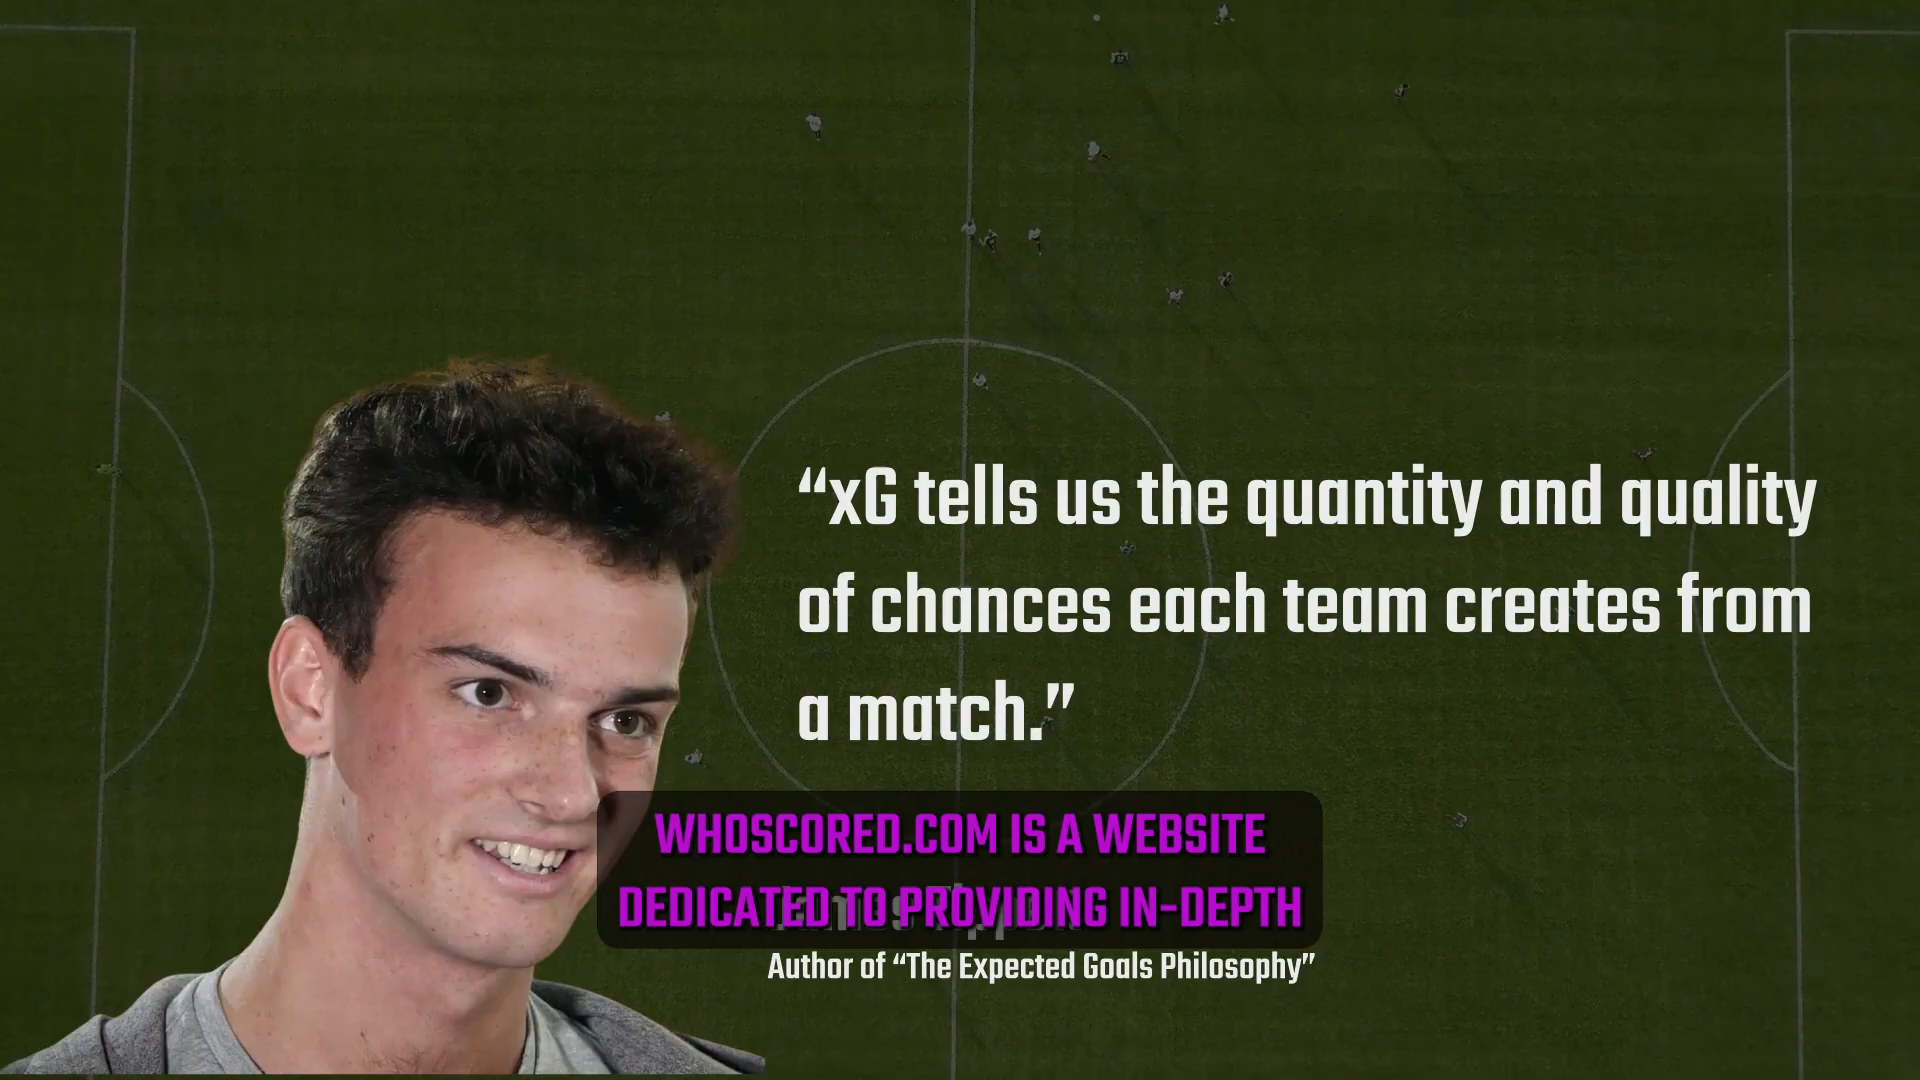 “xG tells us the quantity and quality
of chances each team creates from
a match.”
WHOSCORED.COM IS A WEBSITE
DEDICATED TO PROVIDING IN-DEPTH
Author of “The Expected Goals Philosophy”